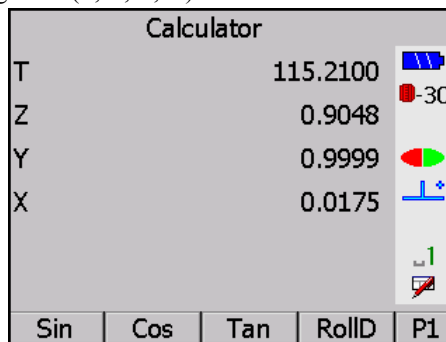 Calculator
T 115.2100
Z 0.9048
-30
Y 0.9999
X 0.0175
1
Sin Cos Tan RollD P1